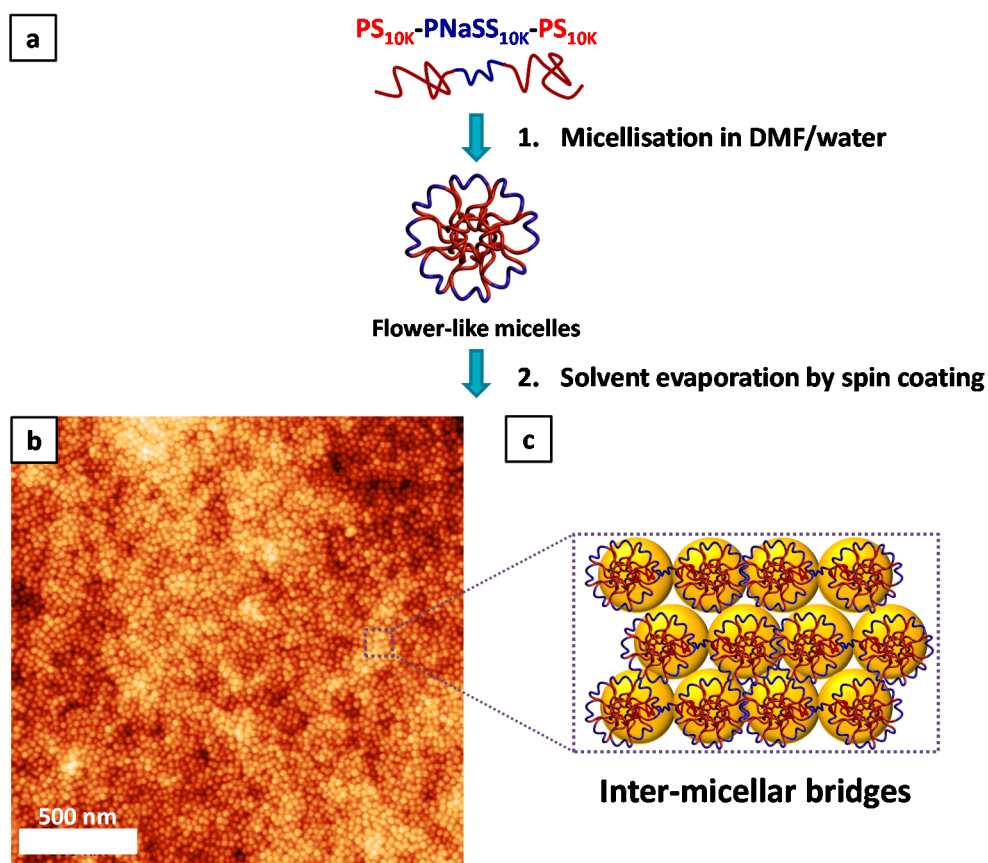 a
PS10K-PNaSS10K-PS10K
1. Micellisation in DMF/water
Flower-like micelles
2. Solvent evaporation by spin coating
b
c
500 nm
Inter-micellar bridges